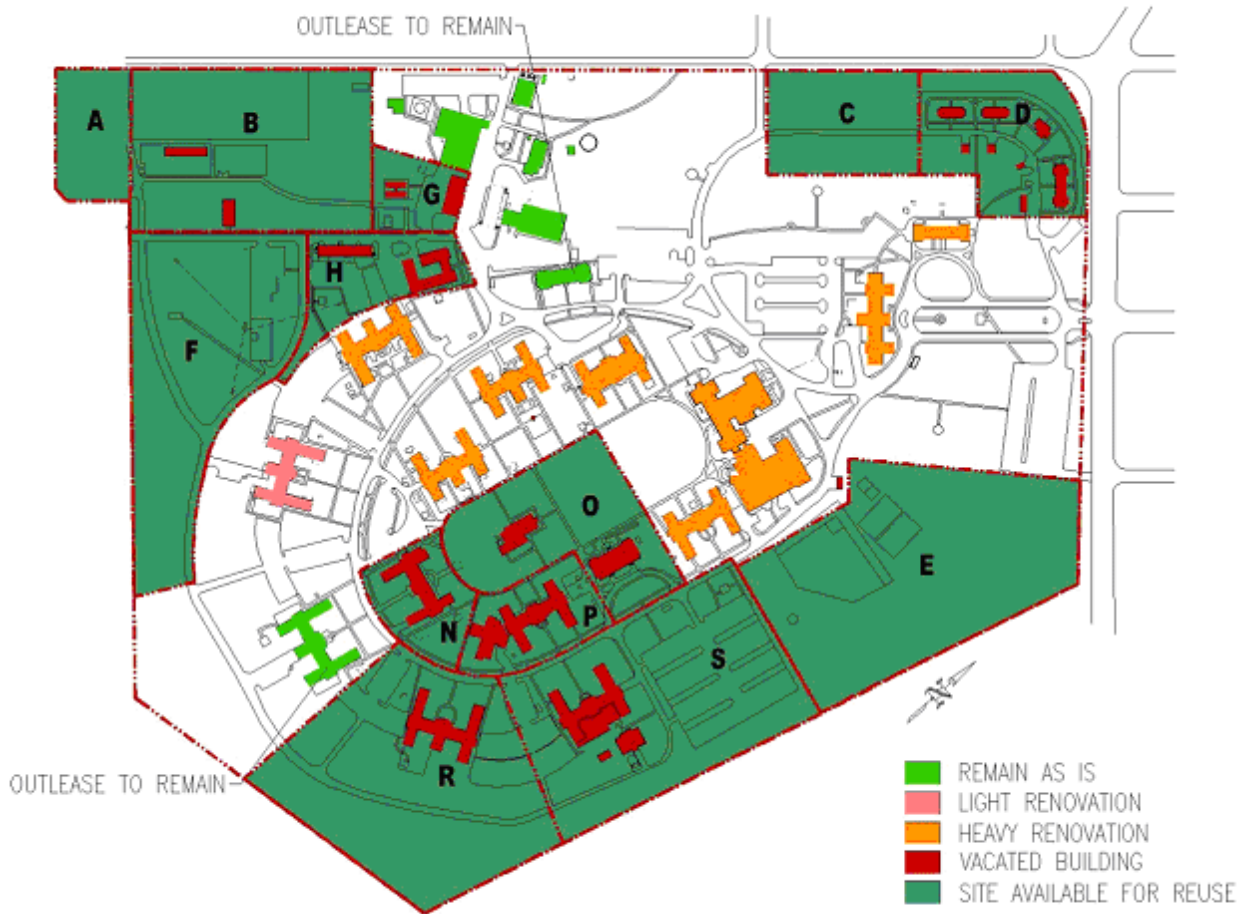 OUTLEASE TO REMAIN
A
B
C
D
G
H
F
O
E
N
P
S
R
N
OUTLEASE TO REMAIN
REMAIN AS IS
LIGHT RENOVATION
HEAVY RENOVATION
VACATED BUILDING
SITE AVAILABLE FOR REUSE